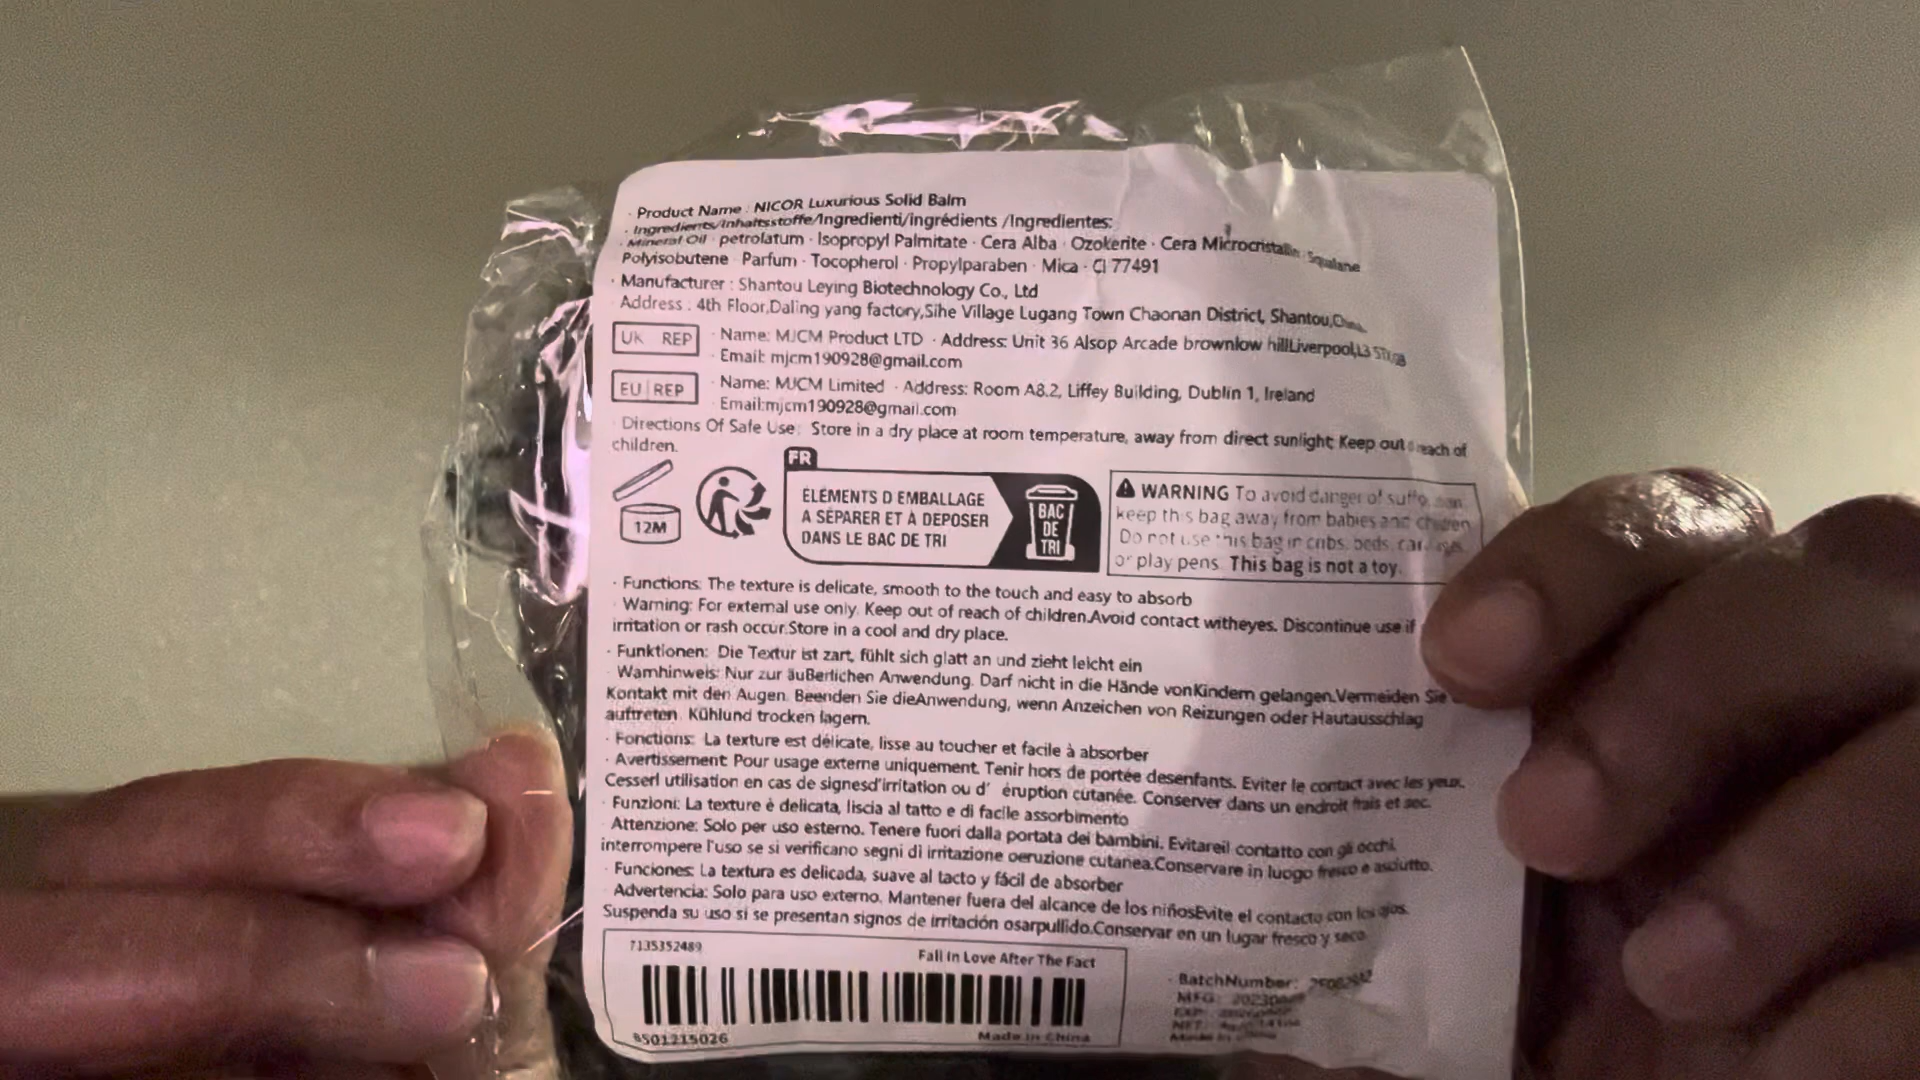 · Product Name : NICOR Luxurious Solid Balm
· Ingredients/Inhaltsstoffe/Ingredienti/ingrédients /Ingredientes:
· Mineral Oil · petrolatum · Isopropyl Palmitate · Cera Alba · Ozokerite · Cera Microcristallin · Squalane
Polyisobutene · Parfum · Tocopherol · Propylparaben · Mica · CI 77491
· Manufacturer : Shantou Leying Biotechnology Co., Ltd
Address : 4th Floor,Daling yang factory,Sihe Village Lugang Town Chaonan District, Shantou,China
UK REP
· Name: MJCM Product LTD · Address: Unit 36 Alsop Arcade brownlow hillLiverpool,L3
· Email: mjcm190928@gmail.com
EU REP
· Name: MJCM Limited · Address: Room A8.2, Liffey Building, Dublin 1, Ireland
· Email:mjcm190928@gmail.com
· Directions Of Safe Use: Store in a dry place at room temperature, away from direct sunlight; Keep out reach of
children.
12M
FR
ÉLÉMENTS D EMBALLAGE
A SÉPARER ET À DEPOSER
DANS LE BAC DE TRI
BAC
DE
TRI
WARNING To avoid danger of
keep this bag away from babies and children
Do not use this bag in cribs, beds,
or play pens. This bag is not a toy.
· Functions: The texture is delicate, smooth to the touch and easy to absorb
· Warning: For external use only. Keep out of reach of children.Avoid contact witheyes. Discontinue use if
irritation or rash occur.Store in a cool and dry place.
· Funktionen: Die Textur ist zart, fühlt sich glatt an und zieht leicht ein
· Warnhinweis: Nur zur äußerlichen Anwendung. Darf nicht in die Hände vonKindern gelangen.Vermeiden Sie
Kontakt mit den Augen. Beenden Sie dieAnwendung, wenn Anzeichen von Reizungen oder Hautausschlag
auftreten. Kühlund trocken lagern.
· Fonctions: La texture est délicate, lisse au toucher et facile à absorber
· Avertissement: Pour usage externe uniquement. Tenir hors de portée desenfants. Eviter le contact avec les yeux.
Cesserl utilisation en cas de signesd'irritation ou d' éruption cutanée. Conserver dans un endroit frais et sec.
· Funzioni: La texture è delicata, liscia al tatto e di facile assorbimento
· Attenzione: Solo per uso esterno. Tenere fuori dalla portata dei bambini. Evitareil contatto con gli occhi.
interrompere l'uso se si verificano segni di irritazione oeruzione cutanea.Conservare in luogo fresco e asciutto.
· Funciones: La textura es delicada, suave al tacto y fácil de absorber
· Advertencia: Solo para uso externo. Mantener fuera del alcance de los niñosEvite el contacto con los ojos.
Suspenda su uso si se presentan signos de irritación osarpullido.Conservar en un lugar fresco y seco
7135352489
Fall In Love After The Fact
8501215026
Made in China
· BatchNumber:
MFG:
EXP:
NET:
Made in